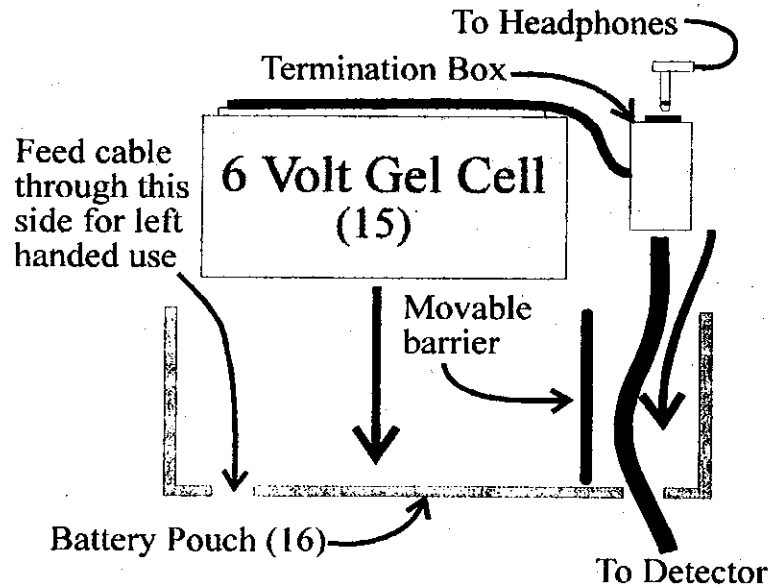 To Headphones
Termination Box
Feed cable
through this
side for left
handed use
6 Volt Gel Cell
(15)
Movable
barrier
Battery Pouch (16)
To Detector